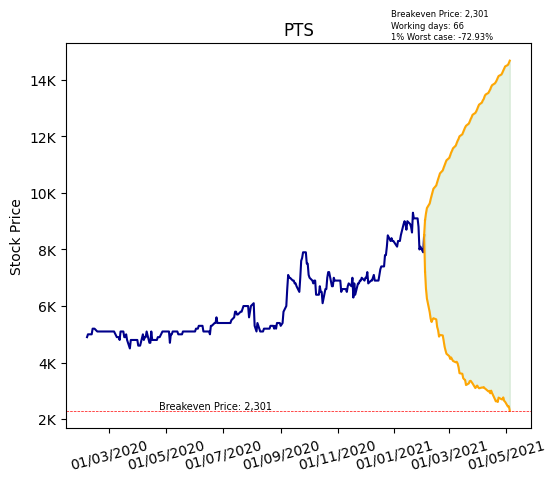 Breakeven Price: 2,301
Working days: 66
1% Worst case: -72.93%
PTS
Stock Price
14K
12K
10K
8K
6K
4K
2K
Breakeven Price: 2,301
01/03/2020
01/05/2020
01/07/2020
01/09/2020
01/11/2020
01/01/2021
01/03/2021
01/05/2021